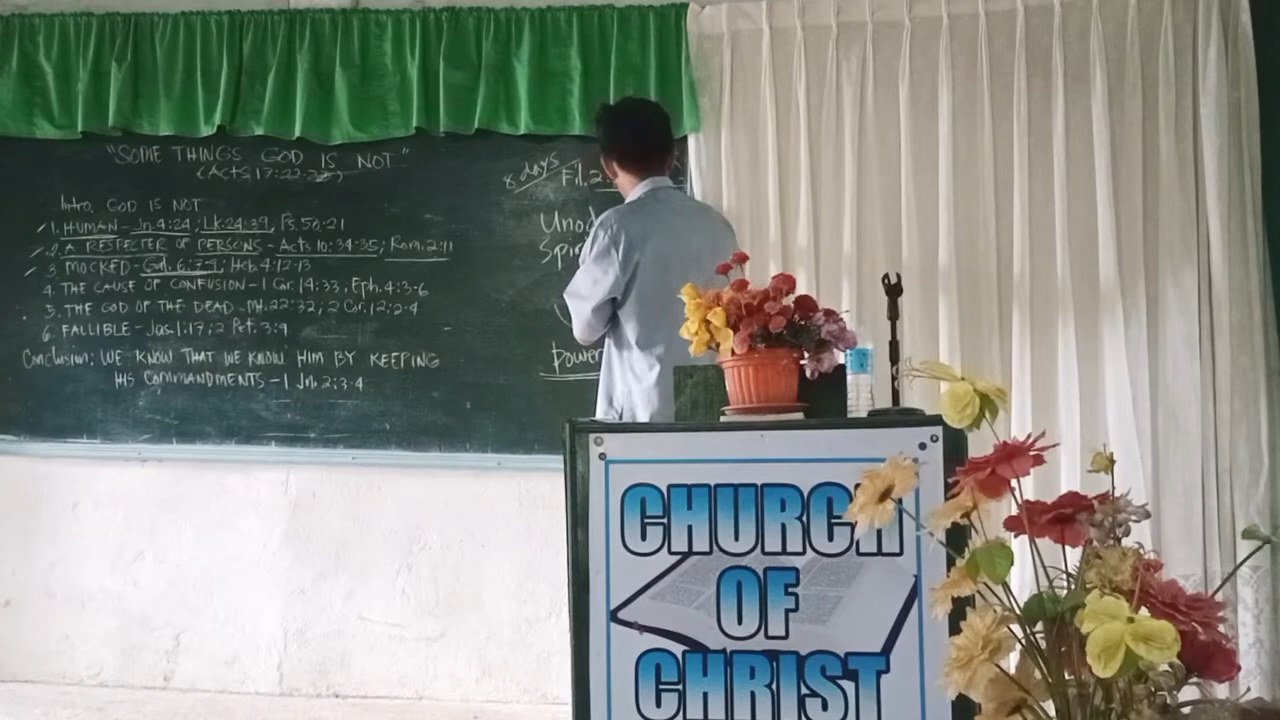 "SOME THINGS GOD IS NOT"
(Acts 17:22-32)
Intro. GOD IS NOT
1. HUMAN - Jn. 4:24; Lk. 24:39, Ps. 50:21
2. A RESPECTER OF PERSONS - Acts 10:34-35; Rom. 2:11
3. MOCKED - Gal. 6:7-9; Heb. 4:12-13
4. THE CAUSE OF CONFUSION - 1 Cor. 14:33, Eph. 4:3-6
5. THE GOD OF THE DEAD - Mt. 22:32, 2 Cor. 12:2-4
6. FALLIBLE - Jas. 1:17; 2 Pet. 3:9
Conclusion: WE KNOW THAT WE KNOW HIM BY KEEPING
HIS COMMANDMENTS - 1 Jn. 2:3-4
8 days
Fil. 2
power
CHURCH
OF
CHRIST